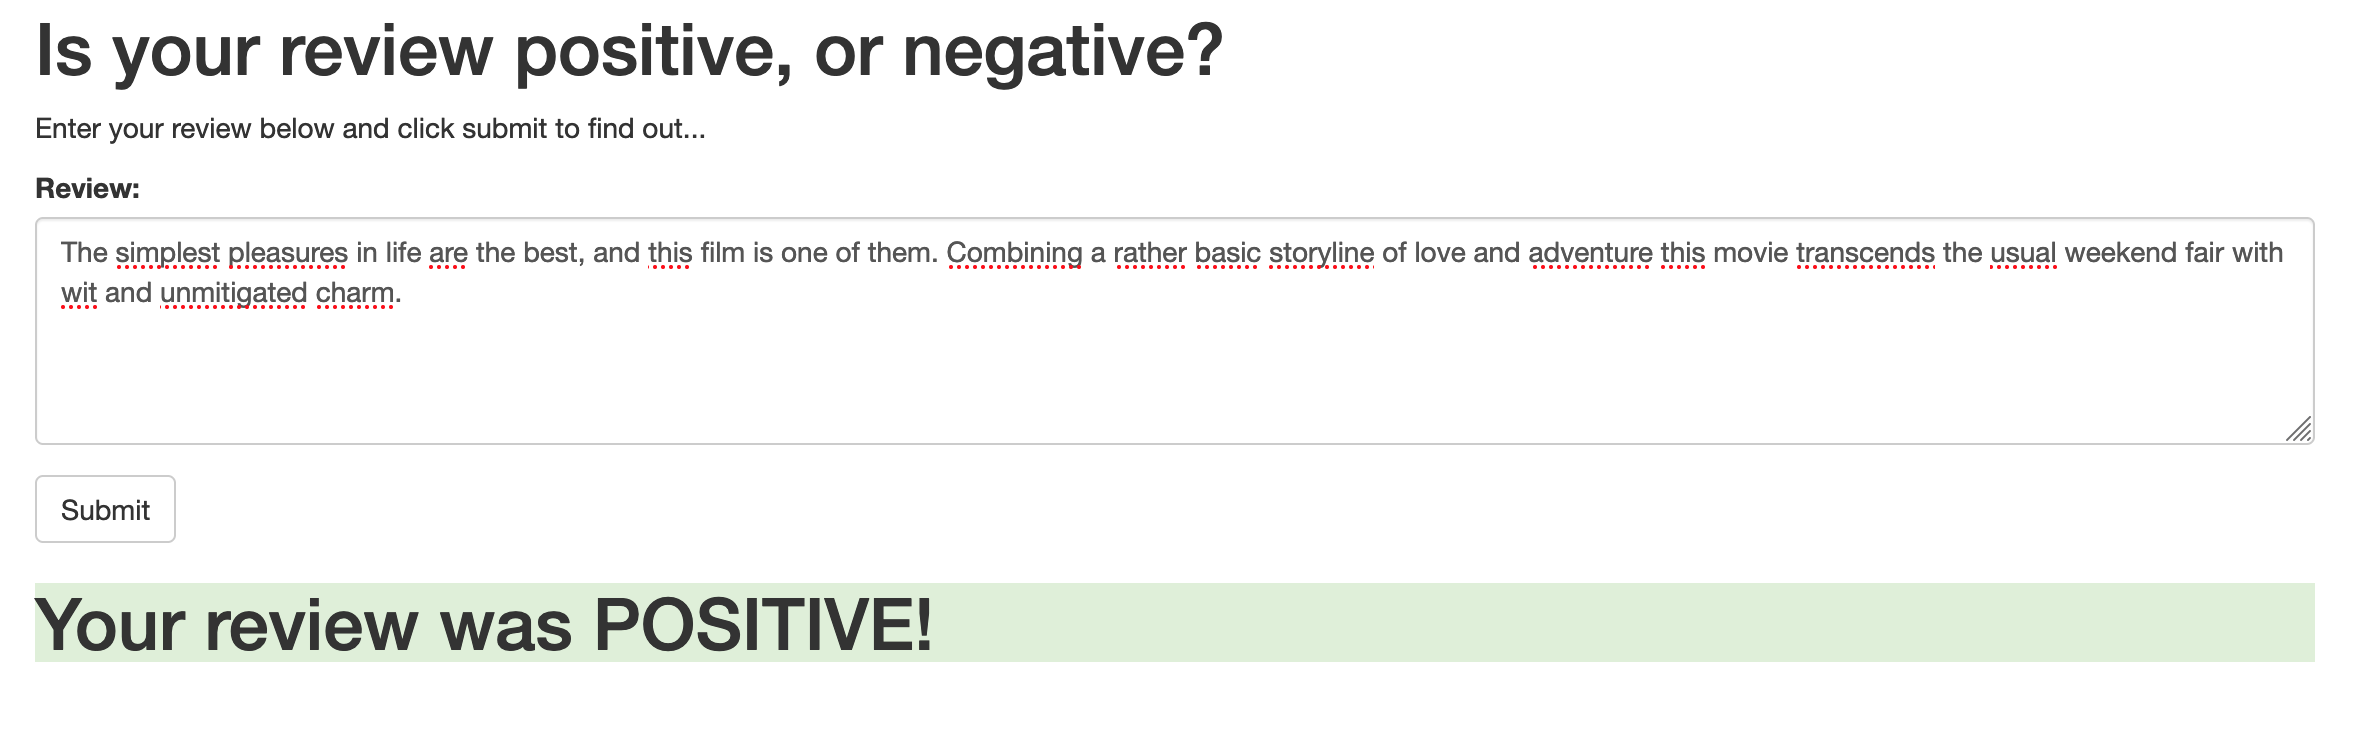 Is your review positive, or negative?
Enter your review below and click submit to find out...
Review:
The simplest pleasures in life are the best, and this film is one of them. Combining a rather basic storyline of love and adventure this movie transcends the usual weekend fair with
wit and unmitigated charm.
Submit
Your review was POSITIVE!